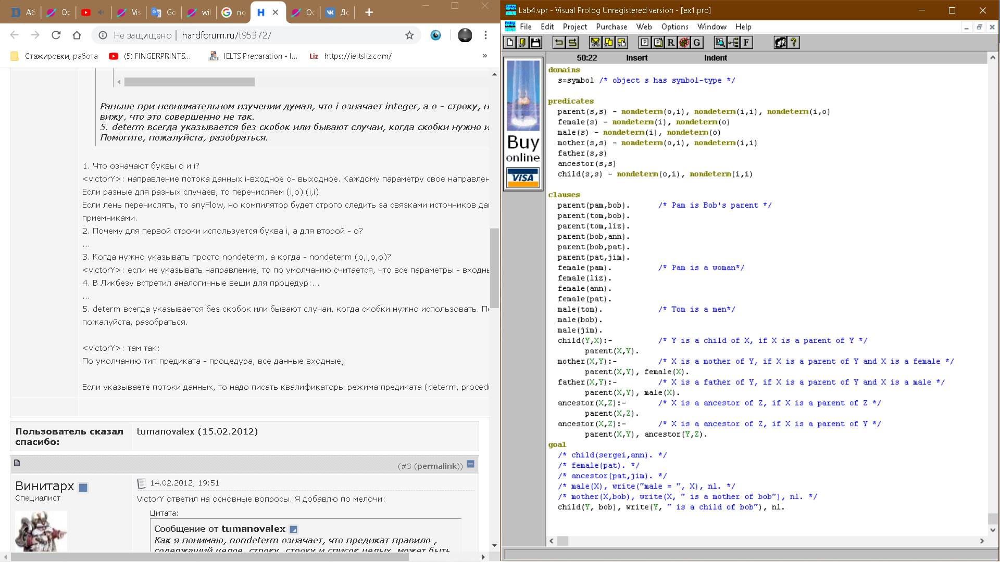 Аб
Ос
Vis
Go
wil
no
Ос
До
Не защищено | hardforum.ru/t95372/
Стажировки, работа
(5) FINGERPRINTS...
IELTS Preparation - I...
Liz https://ieltsliz.com/
»
Раньше при невнимательном изучении думал, что i означает integer, а o - строку, н
вижу, что это совершенно не так.
5. determ всегда указывается без скобок или бывают случаи, когда скобки нужно и
Помогите, пожалуйста, разобраться.
1. Что означают буквы o и i?
<victorY>: направление потока данных i-входное o- выходное. Каждому параметру свое направлен
Если разные для разных случаев, то перечисляем (i,o) (i,i)
Если лень перечислять, то anyFlow, но компилятор будет строго следить за связками источников да
приемниками.
2. Почему для первой строки используется буква i, а для второй - o?
...
3. Когда нужно указывать просто nondeterm, а когда - nondeterm (o,i,o,o)?
<victorY>: если не указывать направление, то по умолчанию считается, что все параметры - входны
4. В Ликбезу встретил аналогичные вещи для процедур:...
...
5. determ всегда указывается без скобок или бывают случаи, когда скобки нужно использовать. По
пожалуйста, разобраться.
<victorY>: там так:
По умолчанию тип предиката - процедура, все данные входные;
Если указываете потоки данных, то надо писать квалификаторы режима предиката (determ, procedu
Пользователь сказал
спасибо:
tumanovalex (15.02.2012)
(#3 (permalink))
Винитарх
Специалист
14.02.2012, 19:51
VictorY ответил на основные вопросы. Я добавлю по мелочи:
Цитата:
Сообщение от tumanovalex
Как я понимаю, nondeterm означает, что предикат правило ,
содержащий целое, строку, строку и список целых, может быть
Lab4.vpr - Visual Prolog Unregistered version - [ex1.pro]
File Edit Project Purchase Web Options Window Help
P
R
G
F
?
50:22 Insert Indent
Buy
online
VISA
domains
s=symbol /* object s has symbol-type */
predicates
parent(s,s) - nondeterm(o,i), nondeterm(i,i), nondeterm(i,o)
female(s) - nondeterm(i), nondeterm(o)
male(s) - nondeterm(i), nondeterm(o)
mother(s,s) - nondeterm(o,i), nondeterm(i,i)
father(s,s)
ancestor(s,s)
child(s,s) - nondeterm(o,i), nondeterm(i,i)
clauses
parent(pam,bob). /* Pam is Bob's parent */
parent(tom,bob).
parent(tom,liz).
parent(bob,ann).
parent(bob,pat).
parent(pat,jim).
female(pam). /* Pam is a woman*/
female(liz).
female(ann).
female(pat).
male(tom). /* Tom is a men*/
male(bob).
male(jim).
child(Y,X):- /* Y is a child of X, if X is a parent of Y */
parent(X,Y).
mother(X,Y):- /* X is a mother of Y, if X is a parent of Y and X is a female */
parent(X,Y), female(X).
father(X,Y):- /* X is a father of Y, if X is a parent of Y and X is a male */
parent(X,Y), male(X).
ancestor(X,Z):- /* X is a ancestor of Z, if X is a parent of Z */
parent(X,Z).
ancestor(X,Z):- /* X is a ancestor of Z, if X is a parent of Y */
parent(X,Y), ancestor(Y,Z).
goal
/* child(sergei,ann). */
/* female(pat). */
/* ancestor(pat,jim). */
/* male(X), write("male = ", X), nl. */
/* mother(X,bob), write(X, " is a mother of bob"), nl. */
child(Y, bob), write(Y, " is a child of bob"), nl.